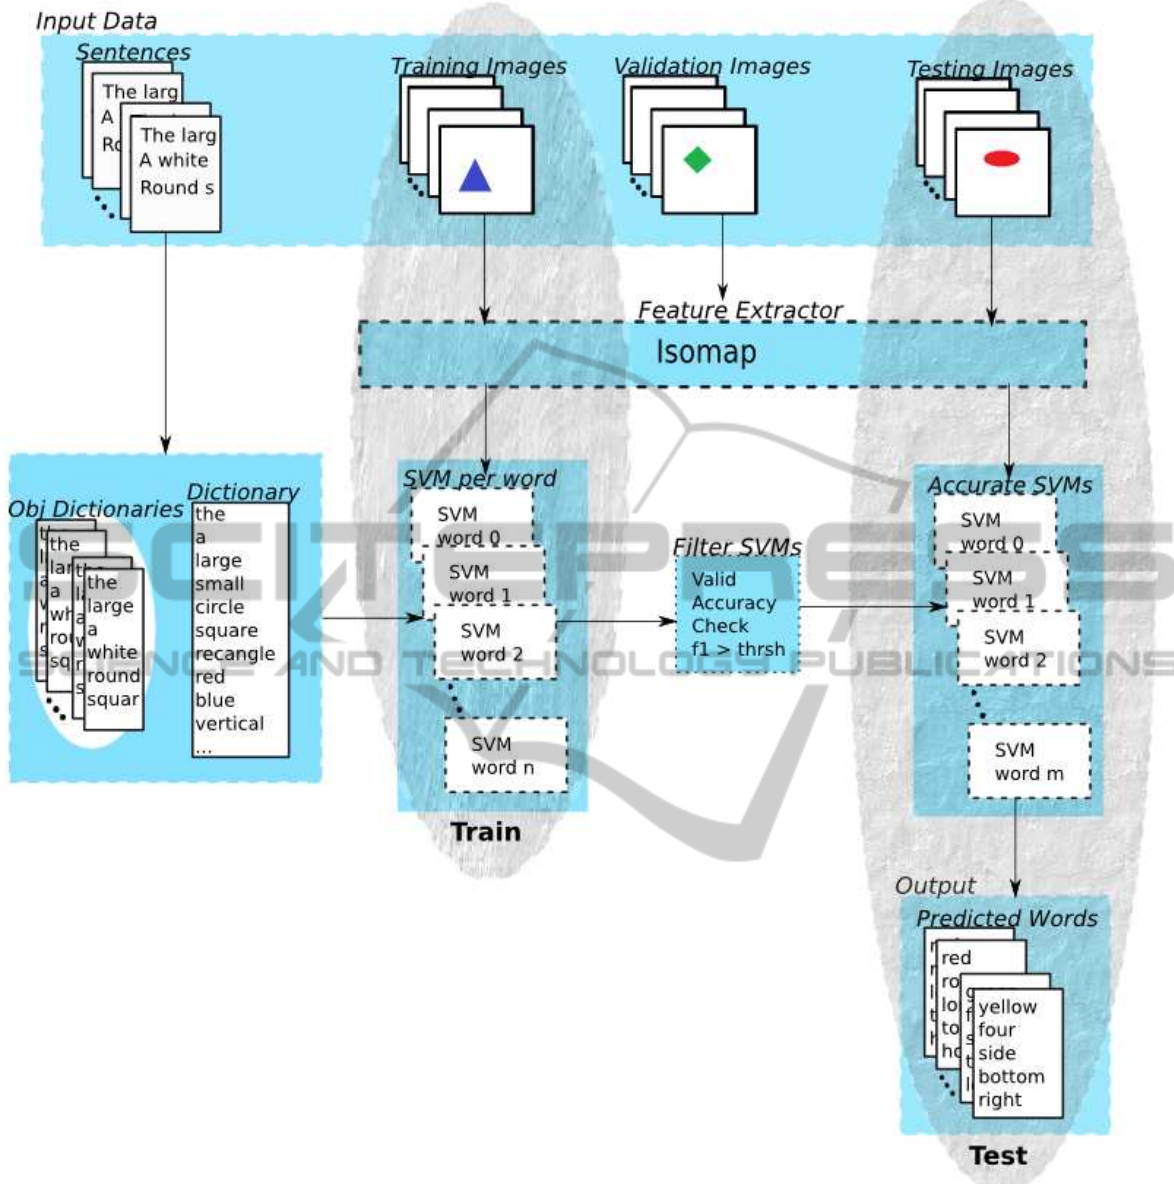 Input Data
Sentences
Training Images
Validation Images
Testing Images
The larg
A
The larg
A white
Round s
Feature Extractor
Isomap
Obj Dictionaries
the
large
a
white
round
squar
Dictionary
the
a
large
small
circle
square
recangle
red
blue
vertical
...
SVM per word
SVM
word 0
SVM
word 1
SVM
word 2
SVM
word n
Train
Filter SVMs
Valid
Accuracy
Check
f1 > thrsh
Accurate SVMs
SVM
word 0
SVM
word 1
SVM
word 2
SVM
word m
Output
Predicted Words
red
yellow
four
side
bottom
right
Test
SCITEPRESS
SCIENCE AND TECHNOLOGY PUBLICATIONS